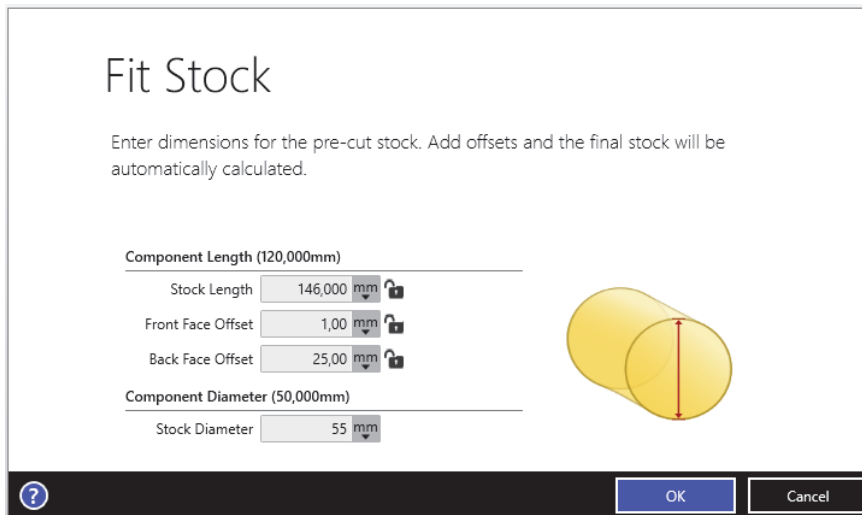 Fit Stock
Enter dimensions for the pre-cut stock. Add offsets and the final stock will be
automatically calculated.
Component Length (120,000mm)
Stock Length 146,000 mm
Front Face Offset 1,00 mm
Back Face Offset 25,00 mm
Component Diameter (50,000mm)
Stock Diameter 55 mm
? OK Cancel